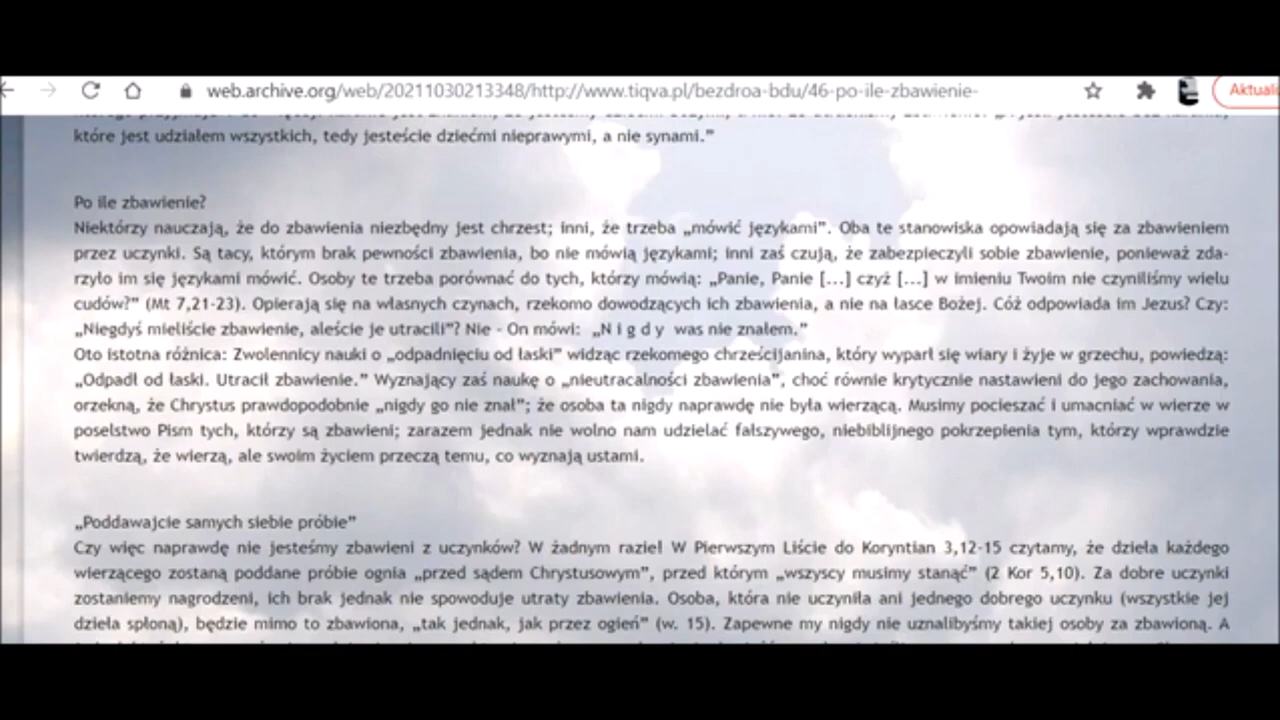 web.archive.org/web/20211030213348/http://www.tiqva.pl/bezdroa-bdu/46-po-ile-zbawienie-
Aktuali
które jest udziałem wszystkich, tedy jesteście dziećmi nieprawymi, a nie synami.”
Po ile zbawienie?
Niektórzy nauczają, że do zbawienia niezbędny jest chrzest; inni, że trzeba „mówić językami”. Oba te stanowiska opowiadają się za zbawieniem
przez uczynki. Są tacy, którym brak pewności zbawienia, bo nie mówią językami; inni zaś czują, że zabezpieczyli sobie zbawienie, ponieważ zda-
rzyło im się językami mówić. Osoby te trzeba porównać do tych, którzy mówią: „Panie, Panie [...] czyż [...] w imieniu Twoim nie czyniliśmy wielu
cudów?” (Mt 7,21-23). Opierają się na własnych czynach, rzekomo dowodzących ich zbawienia, a nie na łasce Bożej. Cóż odpowiada im Jezus? Czy:
„Niegdyś mieliście zbawienie, aleście je utracili”? Nie - On mówi: „N i g d y was nie znałem.”
Oto istotna różnica: Zwolennicy nauki o „odpadnięciu od łaski” widząc rzekomego chrześcijanina, który wyparł się wiary i żyje w grzechu, powiedzą:
„Odpadł od łaski. Utracił zbawienie.” Wyznający zaś naukę o „nieutracalności zbawienia”, choć równie krytycznie nastawieni do jego zachowania,
orzekną, że Chrystus prawdopodobnie „nigdy go nie znał”; że osoba ta nigdy naprawdę nie była wierzącą. Musimy pocieszać i umacniać w wierze w
poselstwo Pism tych, którzy są zbawieni; zarazem jednak nie wolno nam udzielać fałszywego, niebiblijnego pokrzepienia tym, którzy wprawdzie
twierdzą, że wierzą, ale swoim życiem przeczą temu, co wyznają ustami.
„Poddawajcie samych siebie próbie”
Czy więc naprawdę nie jesteśmy zbawieni z uczynków? W żadnym razie! W Pierwszym Liście do Koryntian 3,12-15 czytamy, że dzieła każdego
wierzącego zostaną poddane próbie ognia „przed sądem Chrystusowym”, przed którym „wszyscy musimy stanąć” (2 Kor 5,10). Za dobre uczynki
zostaniemy nagrodzeni, ich brak jednak nie spowoduje utraty zbawienia. Osoba, która nie uczyniła ani jednego dobrego uczynku (wszystkie jej
dzieła spłoną), będzie mimo to zbawiona, „tak jednak, jak przez ogień” (w. 15). Zapewne my nigdy nie uznalibyśmy takiej osoby za zbawioną. A